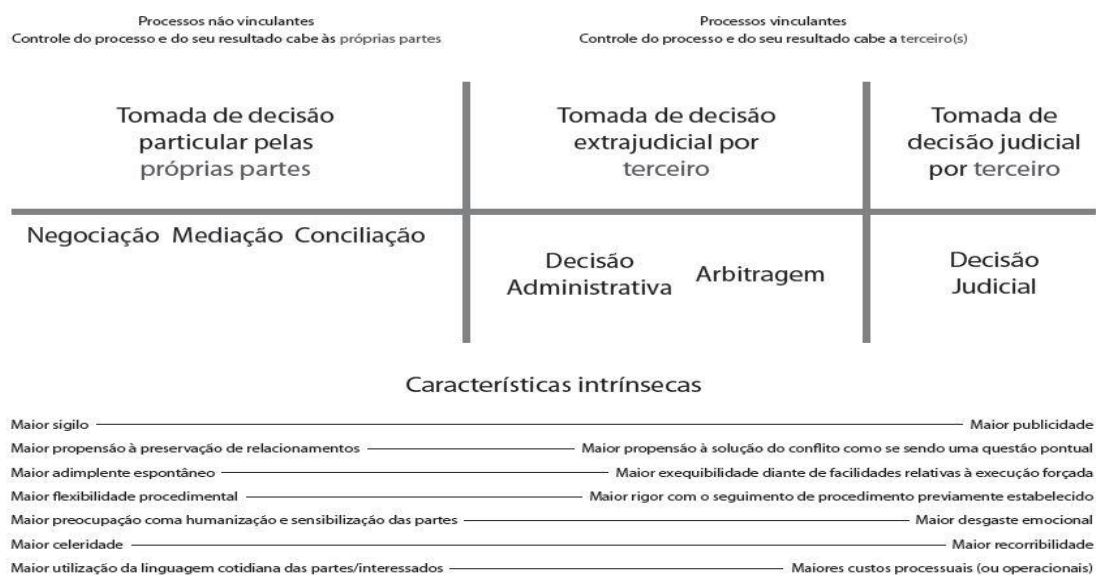 Processos não vinculantes
Controle do processo e do seu resultado cabe às próprias partes
Processos vinculantes
Controle do processo e do seu resultado cabe a terceiro(s)
Tomada de decisão
particular pelas
próprias partes
Tomada de decisão
extrajudicial por
terceiro
Tomada de
decisão judicial
por terceiro
Negociação Mediação Conciliação
Decisão
Administrativa
Arbitragem
Decisão
Judicial
Características intrínsecas
Maior sigilo Maior publicidade
Maior propensão à preservação de relacionamentos Maior propensão à solução do conflito como se sendo uma questão pontual
Maior adimplente espontâneo Maior exequibilidade diante de facilidades relativas à execução forçada
Maior flexibilidade procedimental Maior rigor com o seguimento de procedimento previamente estabelecido
Maior preocupação coma humanização e sensibilização das partes Maior desgaste emocional
Maior celeridade Maior recorribilidade
Maior utilização da linguagem cotidiana das partes/interessados Maiores custos processuais (ou operacionais)